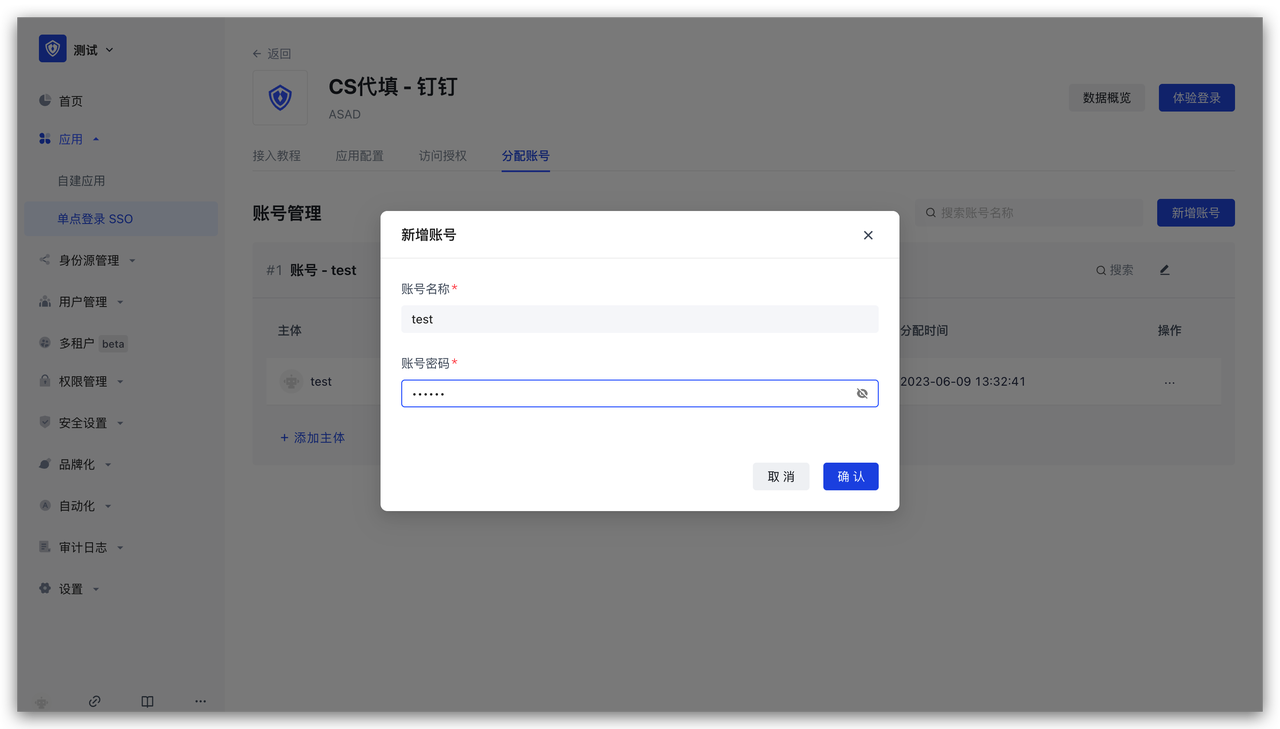 测试
首页
应用
自建应用
单点登录 SSO
身份源管理
用户管理
多租户 beta
权限管理
安全设置
品牌化
自动化
审计日志
设置
← 返回
CS代填 - 钉钉
ASAD
数据概览 体验登录
接入教程 应用配置 访问授权 分配账号
账号管理
搜索账号名称 新增账号
#1 账号 - test 搜索
主体 分配时间 操作
test 2023-06-09 13:32:41 ...
+ 添加主体
新增账号
账号名称*
test
账号密码*
••••••
取 消 确 认